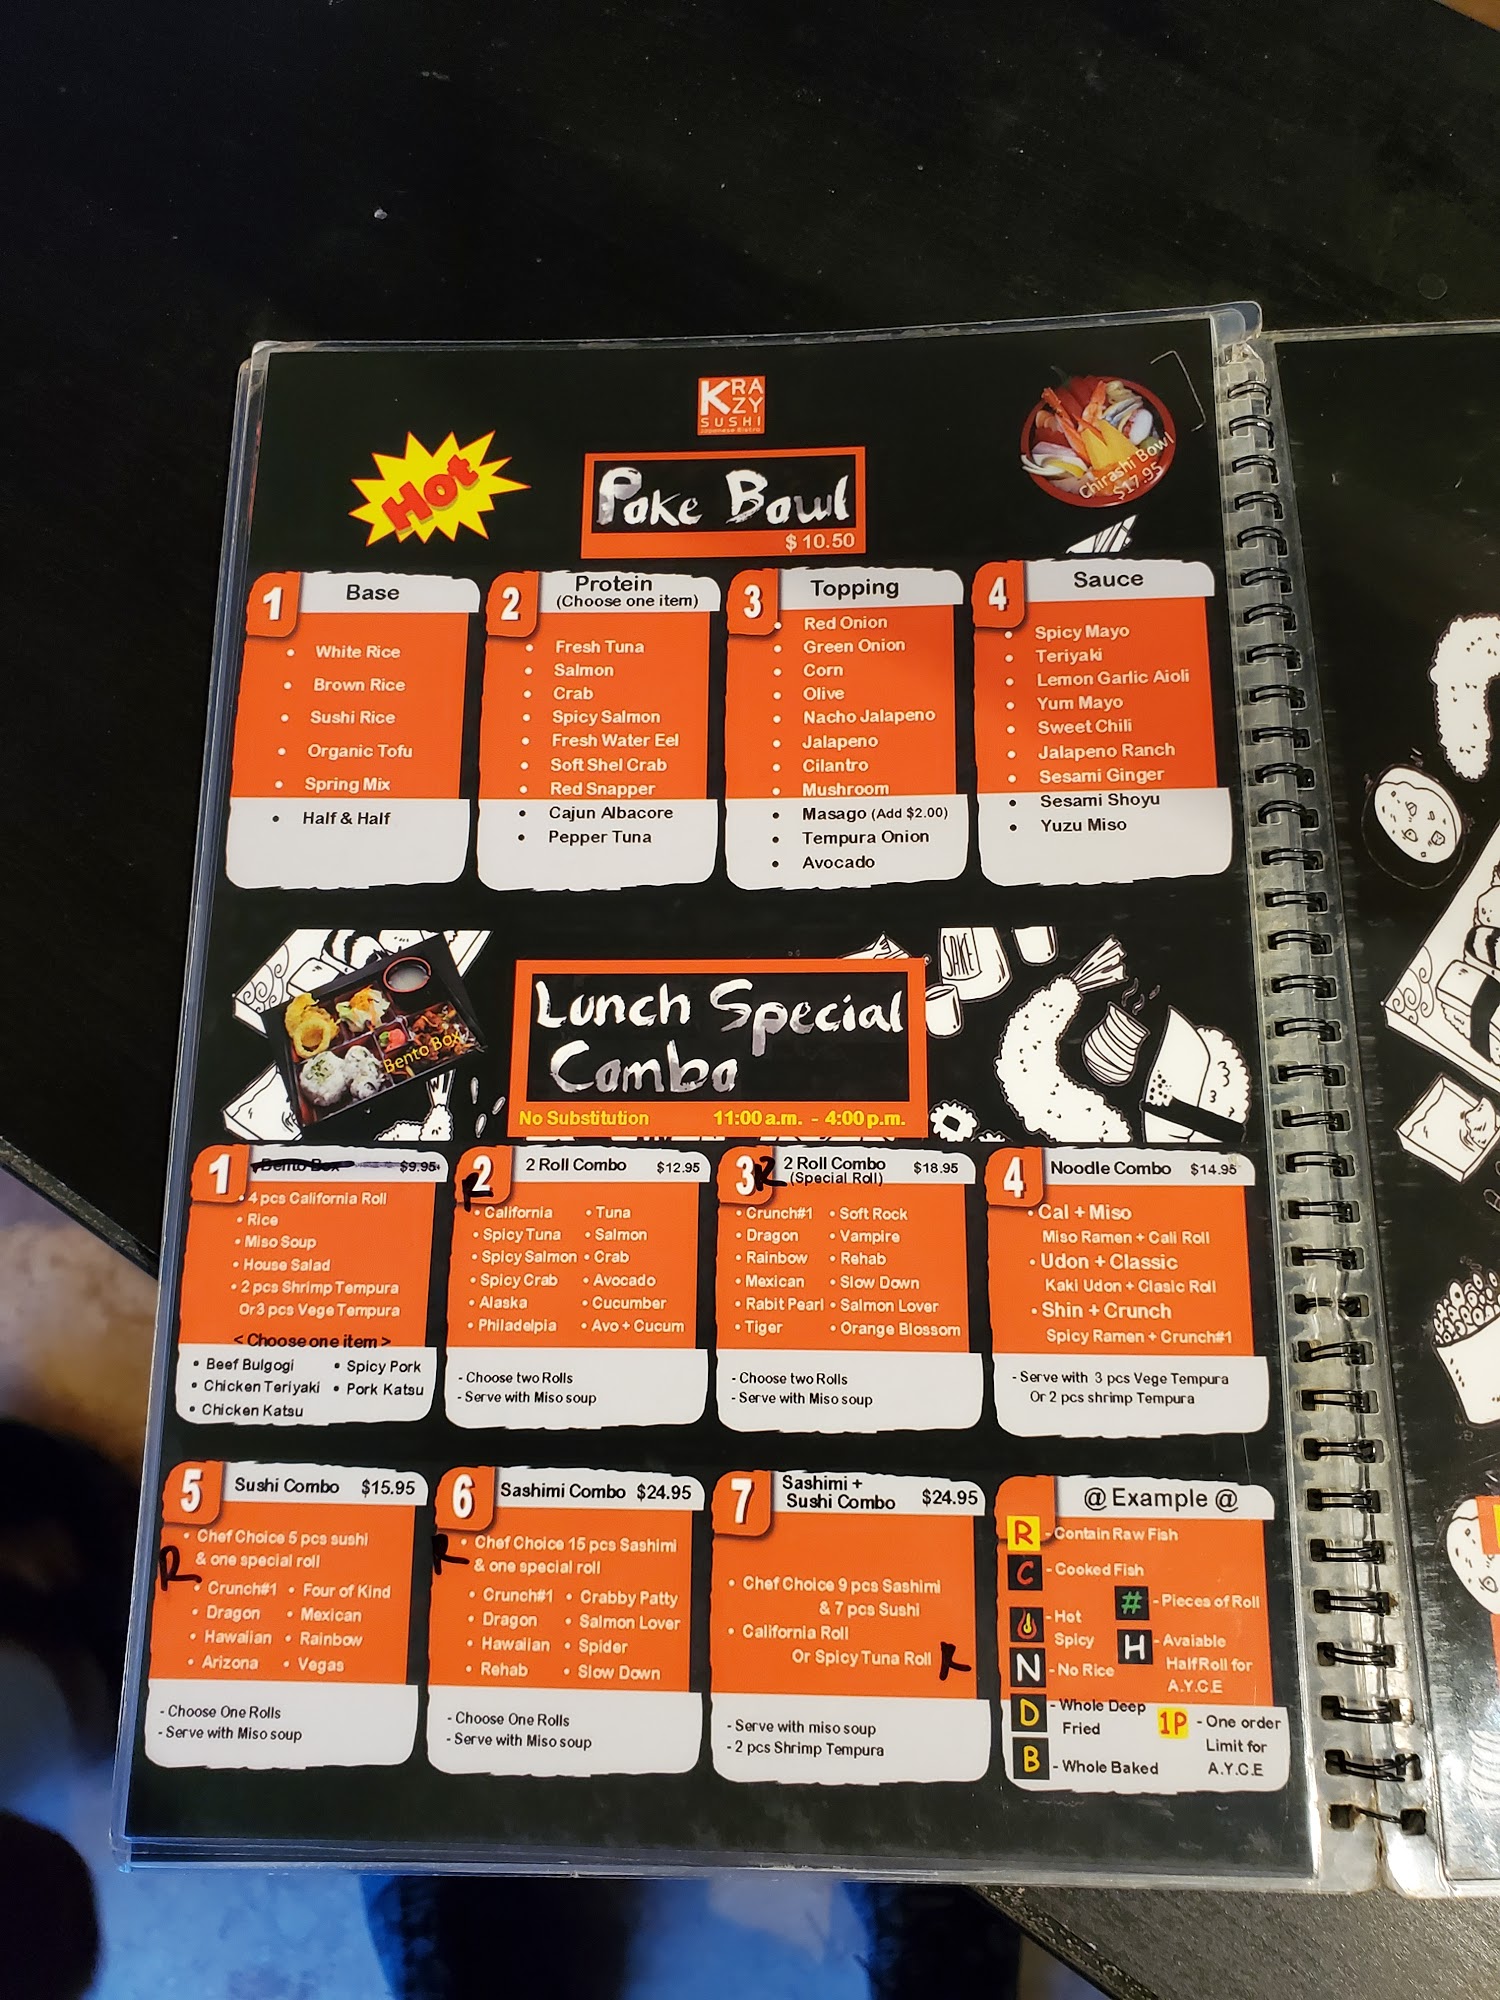 KRA
ZY
SUSHI
Japanese Bistro
Hot
Poke Bowl
$ 10.50
Chirashi Bowl
$17.95
1 Base
• White Rice
• Brown Rice
• Sushi Rice
• Organic Tofu
• Spring Mix
• Half & Half
2 Protein
(Choose one item)
• Fresh Tuna
• Salmon
• Crab
• Spicy Salmon
• Fresh Water Eel
• Soft Shel Crab
• Red Snapper
• Cajun Albacore
• Pepper Tuna
3 Topping
• Red Onion
• Green Onion
• Corn
• Olive
• Nacho Jalapeno
• Jalapeno
• Cilantro
• Mushroom
• Masago (Add $2.00)
• Tempura Onion
• Avocado
4 Sauce
• Spicy Mayo
• Teriyaki
• Lemon Garlic Aioli
• Yum Mayo
• Sweet Chili
• Jalapeno Ranch
• Sesami Ginger
• Sesami Shoyu
• Yuzu Miso
Bento Box
SAKE
Lunch Special
Combo
No Substitution 11:00 a.m. - 4:00 p.m.
1 Bento Box $9.95
• 4 pcs California Roll
• Rice
• Miso Soup
• House Salad
• 2 pcs Shrimp Tempura
Or 3 pcs Vege Tempura
< Choose one item >
• Beef Bulgogi • Spicy Pork
• Chicken Teriyaki • Pork Katsu
• Chicken Katsu
2 2 Roll Combo $12.95
R
• California • Tuna
• Spicy Tuna • Salmon
• Spicy Salmon • Crab
• Spicy Crab • Avocado
• Alaska • Cucumber
• Philadelpia • Avo + Cucum
- Choose two Rolls
- Serve with Miso soup
3 R 2 Roll Combo $18.95
(Special Roll)
• Crunch#1 • Soft Rock
• Dragon • Vampire
• Rainbow • Rehab
• Mexican • Slow Down
• Rabit Pearl • Salmon Lover
• Tiger • Orange Blossom
- Choose two Rolls
- Serve with Miso soup
4 Noodle Combo $14.95
• Cal + Miso
Miso Ramen + Cali Roll
• Udon + Classic
Kaki Udon + Clasic Roll
• Shin + Crunch
Spicy Ramen + Crunch#1
- Serve with 3 pcs Vege Tempura
Or 2 pcs shrimp Tempura
5 Sushi Combo $15.95
• Chef Choice 5 pcs sushi
& one special roll
R
• Crunch#1 • Four of Kind
• Dragon • Mexican
• Hawaiian • Rainbow
• Arizona • Vegas
- Choose One Rolls
- Serve with Miso soup
6 Sashimi Combo $24.95
R • Chef Choice 15 pcs Sashimi
& one special roll
• Crunch#1 • Crabby Patty
• Dragon • Salmon Lover
• Hawaiian • Spider
• Rehab • Slow Down
- Choose One Rolls
- Serve with Miso soup
7 Sashimi +
Sushi Combo $24.95
• Chef Choice 9 pcs Sashimi
& 7 pcs Sushi
• California Roll
Or Spicy Tuna Roll R
- Serve with miso soup
- 2 pcs Shrimp Tempura
@ Example @
R - Contain Raw Fish
C - Cooked Fish
- Hot
Spicy
# - Pieces of Roll
N - No Rice
H - Avaiable
Half Roll for
A.Y.C.E
D - Whole Deep
Fried
1P - One order
Limit for
A.Y.C.E
B - Whole Baked